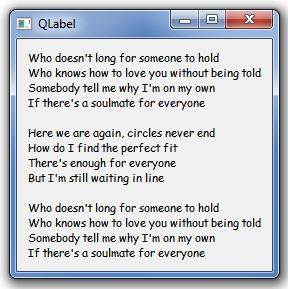 QLabel
Who doesn't long for someone to hold
Who knows how to love you without being told
Somebody tell me why I'm on my own
If there's a soulmate for everyone
Here we are again, circles never end
How do I find the perfect fit
There's enough for everyone
But I'm still waiting in line
Who doesn't long for someone to hold
Who knows how to love you without being told
Somebody tell me why I'm on my own
If there's a soulmate for everyone